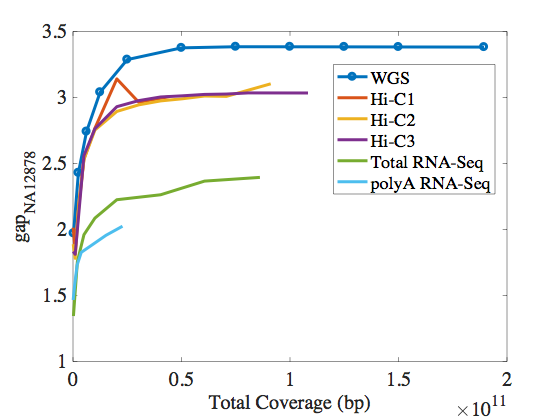 3.5
3
2.5
2
1.5
1
gap_NA12878
WGS
Hi-C1
Hi-C2
Hi-C3
Total RNA-Seq
polyA RNA-Seq
0 0.5 1 1.5 2
Total Coverage (bp)
×10^11